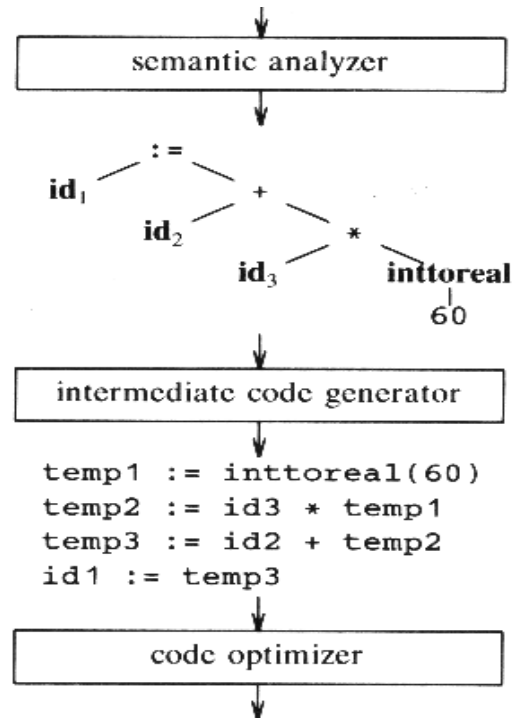 semantic analyzer
:=
id₁ +
id₂ *
id₃ inttoreal
60
intermediate code generator
temp1 := inttoreal(60)
temp2 := id3 * temp1
temp3 := id2 + temp2
id1 := temp3
code optimizer